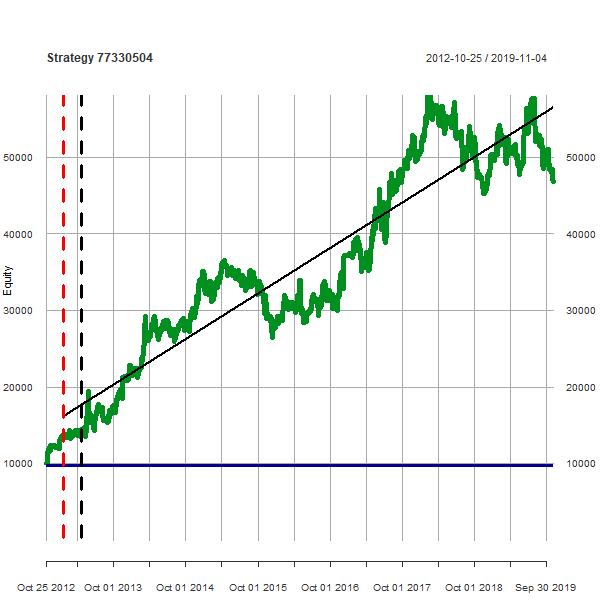 Strategy 77330504
2012-10-25 / 2019-11-04
50000 50000
40000 40000
30000 30000
20000 20000
10000 10000
Equity
Oct 25 2012 Oct 01 2013 Oct 01 2014 Oct 01 2015 Oct 01 2016 Oct 01 2017 Oct 01 2018 Sep 30 2019